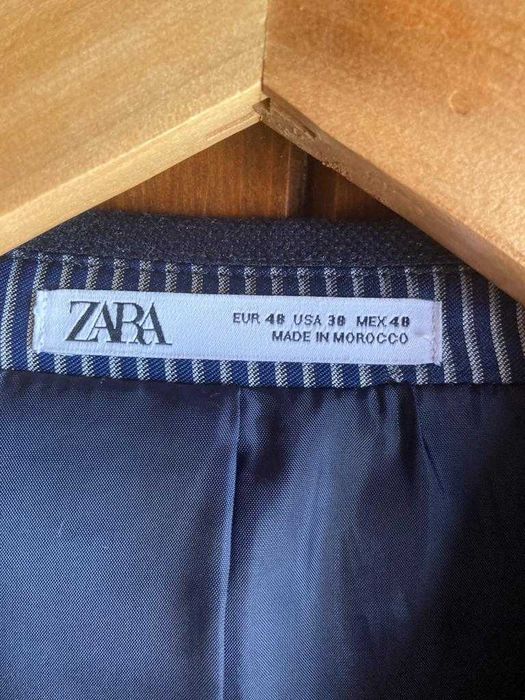 ZARA
EUR 48 USA 38 MEX 48
MADE IN MOROCCO